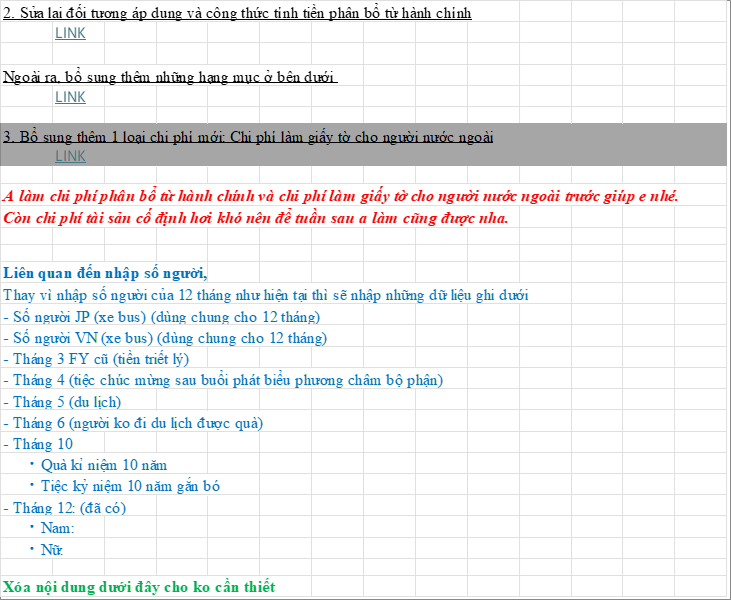 2. Sửa lại đối tượng áp dụng và công thức tính tiền phân bổ từ hành chính
LINK
Ngoài ra, bổ sung thêm những hạng mục ở bên dưới
LINK
3. Bổ sung thêm 1 loại chi phí mới: Chi phí làm giấy tờ cho người nước ngoài
LINK
A làm chi phí phân bổ từ hành chính và chi phí làm giấy tờ cho người nước ngoài trước giúp e nhé.
Còn chi phí tài sản cố định hơi khó nên để tuần sau a làm cũng được nha.
Liên quan đến nhập số người,
Thay vì nhập số người của 12 tháng như hiện tại thì sẽ nhập những dữ liệu ghi dưới
- Số người JP (xe bus) (dùng chung cho 12 tháng)
- Số người VN (xe bus) (dùng chung cho 12 tháng)
- Tháng 3 FY cũ (tiền triết lý)
- Tháng 4 (tiệc chúc mừng sau buổi phát biểu phương châm bộ phận)
- Tháng 5 (du lịch)
- Tháng 6 (người ko đi du lịch được quà)
- Tháng 10
・Quà kỉ niệm 10 năm
・Tiệc kỷ niệm 10 năm gắn bó
- Tháng 12: (đã có)
・Nam:
・Nữ:
Xóa nội dung dưới đây cho ko cần thiết